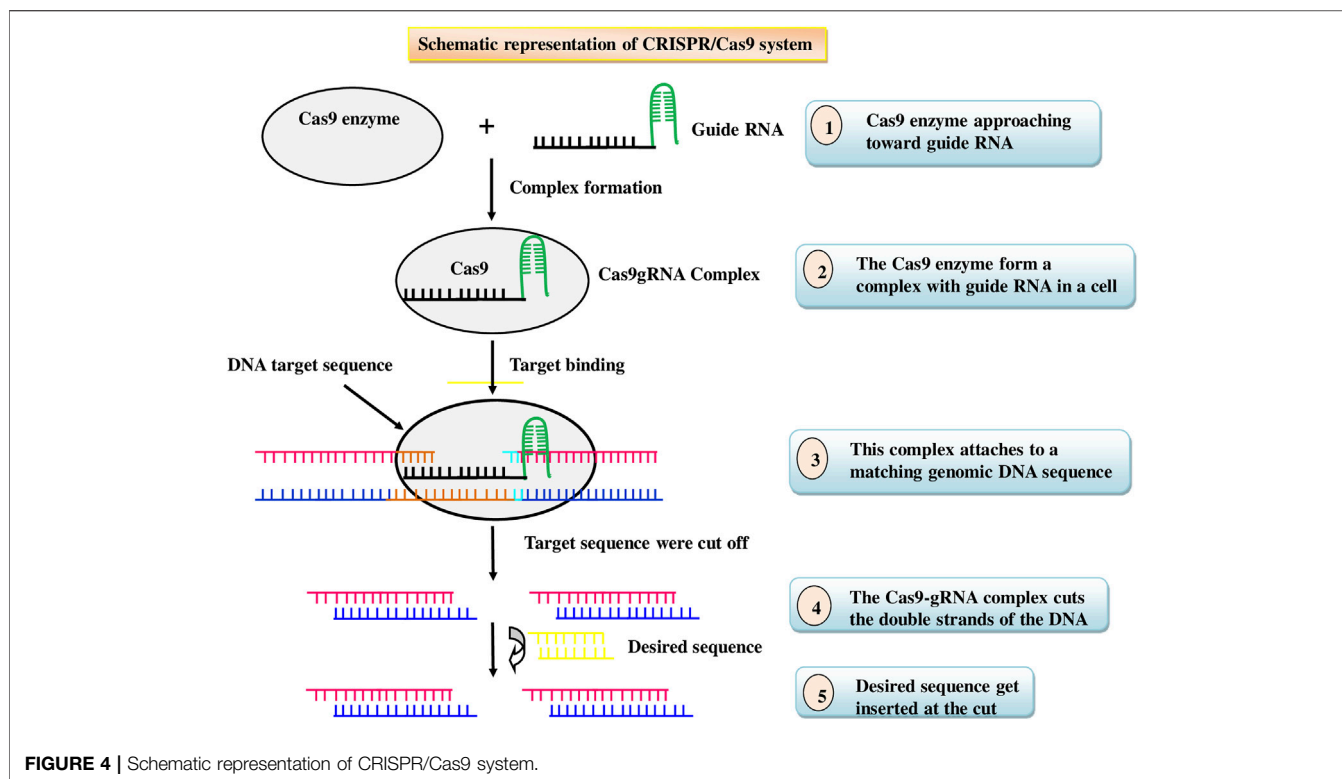 Schematic representation of CRISPR/Cas9 system
Cas9 enzyme
+
Guide RNA
1
Cas9 enzyme approaching
toward guide RNA
Complex formation
Cas9
Cas9gRNA Complex
2
The Cas9 enzyme form a
complex with guide RNA in a cell
DNA target sequence
Target binding
3
This complex attaches to a
matching genomic DNA sequence
Target sequence were cut off
4
The Cas9-gRNA complex cuts
the double strands of the DNA
Desired sequence
5
Desired sequence get
inserted at the cut
FIGURE 4 | Schematic representation of CRISPR/Cas9 system.